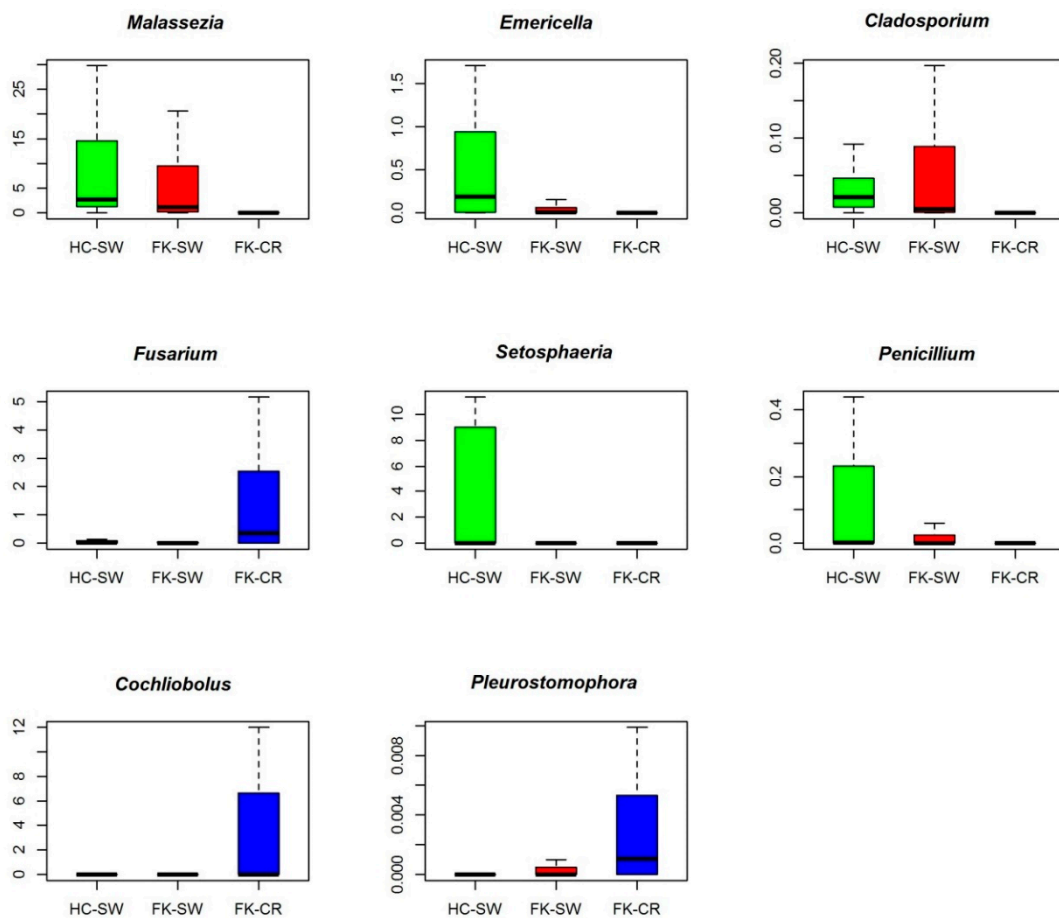 Malassezia
Emericella
Cladosporium
25
15
5
0
HC-SW FK-SW FK-CR
1.5
1.0
0.5
0.0
HC-SW FK-SW FK-CR
0.20
0.10
0.00
HC-SW FK-SW FK-CR
Fusarium
Setosphaeria
Penicillium
5
4
3
2
1
0
HC-SW FK-SW FK-CR
10
8
6
4
2
0
HC-SW FK-SW FK-CR
0.4
0.2
0.0
HC-SW FK-SW FK-CR
Cochliobolus
Pleurostomophora
12
8
6
4
2
0
HC-SW FK-SW FK-CR
0.008
0.004
0.000
HC-SW FK-SW FK-CR